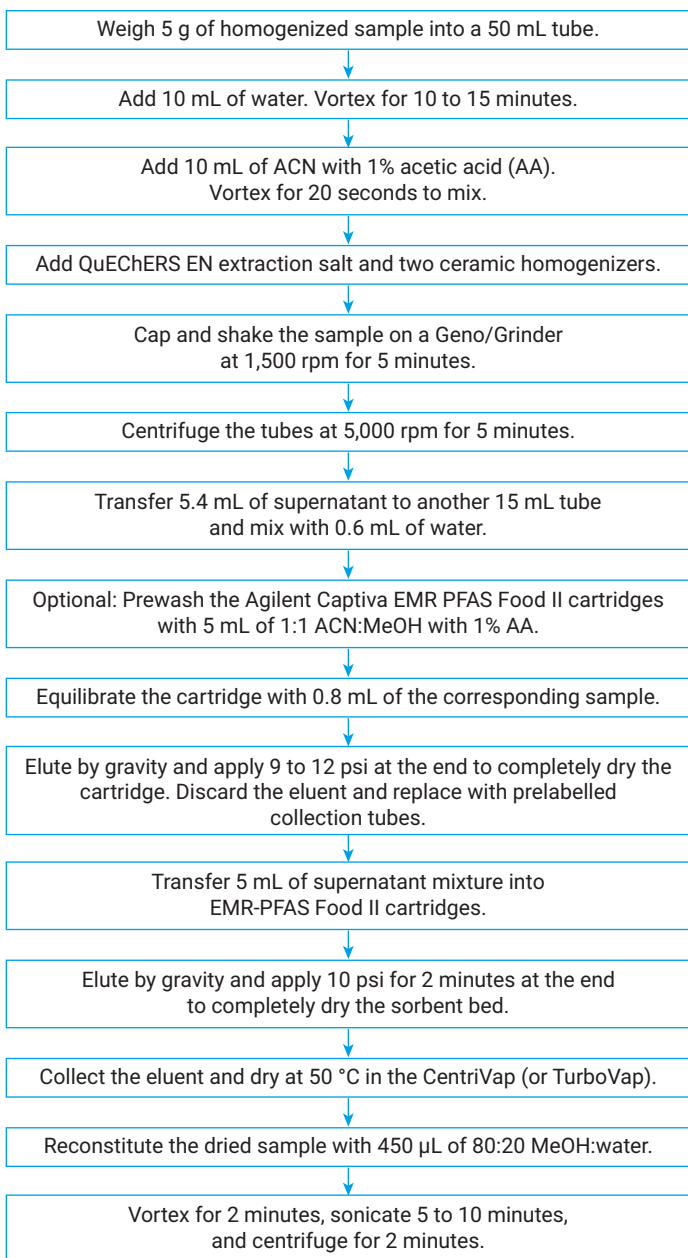 Weigh 5 g of homogenized sample into a 50 mL tube.
Add 10 mL of water. Vortex for 10 to 15 minutes.
Add 10 mL of ACN with 1% acetic acid (AA).
Vortex for 20 seconds to mix.
Add QuEChERS EN extraction salt and two ceramic homogenizers.
Cap and shake the sample on a Geno/Grinder
at 1,500 rpm for 5 minutes.
Centrifuge the tubes at 5,000 rpm for 5 minutes.
Transfer 5.4 mL of supernatant to another 15 mL tube
and mix with 0.6 mL of water.
Optional: Prewash the Agilent Captiva EMR PFAS Food II cartridges
with 5 mL of 1:1 ACN:MeOH with 1% AA.
Equilibrate the cartridge with 0.8 mL of the corresponding sample.
Elute by gravity and apply 9 to 12 psi at the end to completely dry the
cartridge. Discard the eluent and replace with prelabelled
collection tubes.
Transfer 5 mL of supernatant mixture into
EMR-PFAS Food II cartridges.
Elute by gravity and apply 10 psi for 2 minutes at the end
to completely dry the sorbent bed.
Collect the eluent and dry at 50 °C in the CentriVap (or TurboVap).
Reconstitute the dried sample with 450 µL of 80:20 MeOH:water.
Vortex for 2 minutes, sonicate 5 to 10 minutes,
and centrifuge for 2 minutes.